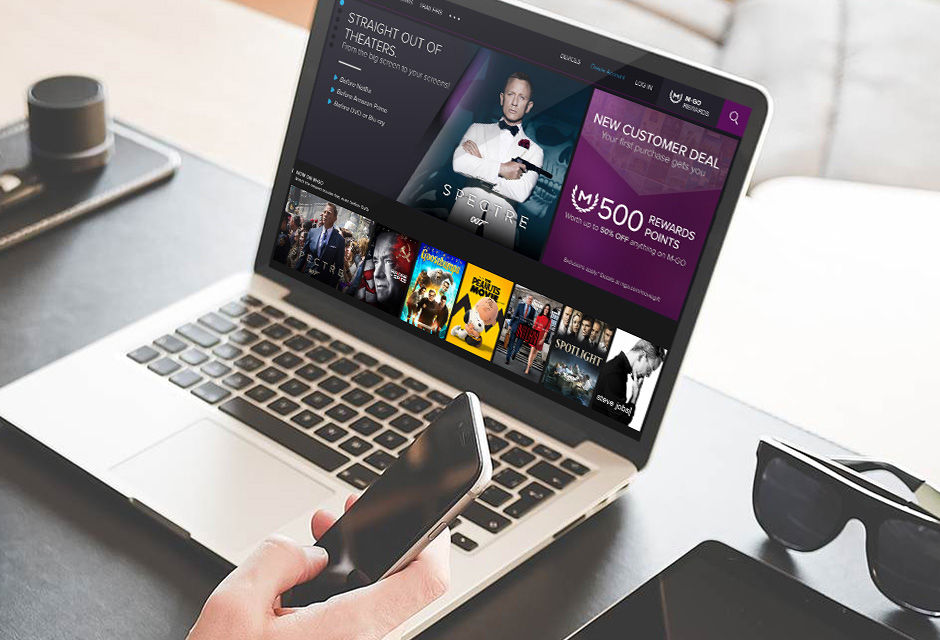 DEVICES
LOG IN
M-GO
REWARDS
STRAIGHT OUT OF
THEATERS.
From the big screen to your screens!
Before Netflix
Before Amazon Prime
Before DVD or Blu-ray
SPECTRE
007
NEW CUSTOMER DEAL
Your first purchase gets you
M 500 REWARDS
POINTS
Worth up to 50% OFF anything on M-GO
NOW ON M-GO
SPECTRE
007
Goosebumps
THE
PEANUTS
MOVIE
SPOTLIGHT
steve jobs